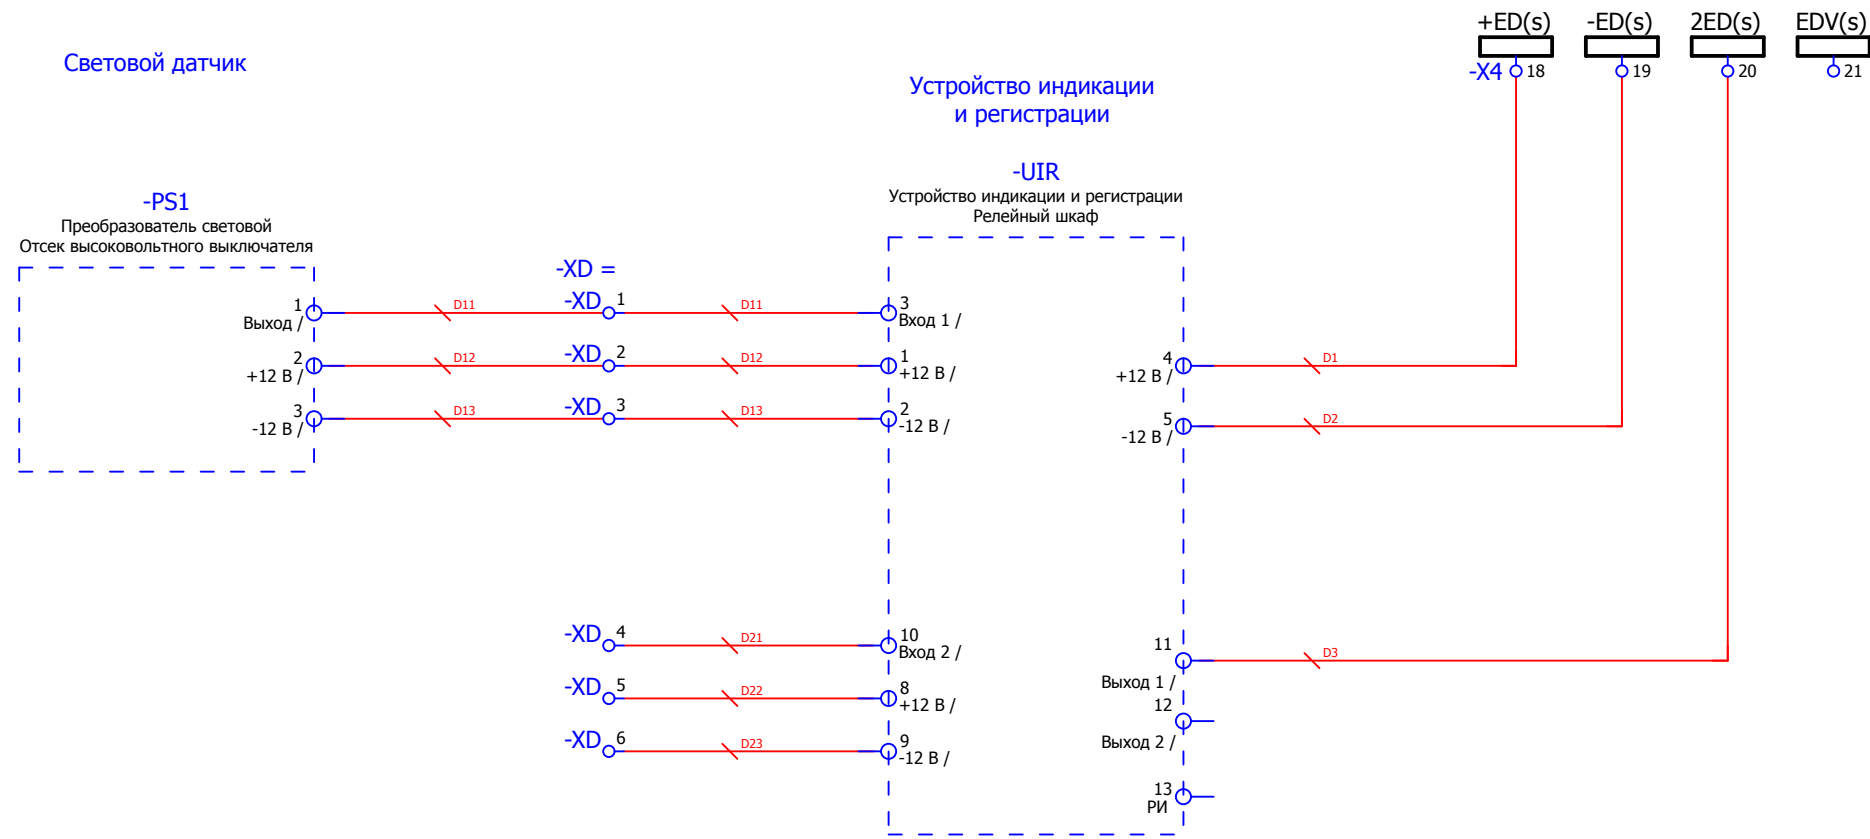 +ED(s) -ED(s) 2ED(s) EDV(s)
-X4 18 19 20 21
Световой датчик
Устройство индикации
и регистрации
-UIR
Устройство индикации и регистрации
Релейный шкаф
-PS1
Преобразователь световой
Отсек высоковольтного выключателя
-XD =
1 D11 -XD 1 D11 3
Выход / Вход 1 /
2 D12 -XD 2 D12 1 4 D1
+12 В / +12 В / +12 В /
3 D13 -XD 3 D13 2 5 D2
-12 В / -12 В / -12 В /
-XD 4 D21 10 11 D3
Вход 2 / Выход 1 /
-XD 5 D22 8 12
+12 В / Выход 2 /
-XD 6 D23 9
-12 В /
13
РИ